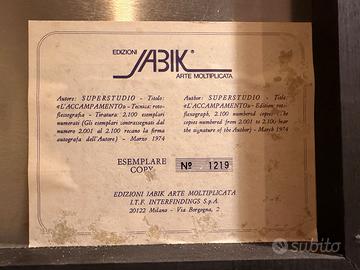 EDIZIONI
JABIK®
ARTE MOLTIPLICATA
Autore: SUPERSTUDIO - Titolo:
«L'ACCAMPAMENTO» - Tecnica: roto-
flessografia - Tiratura: 2.100 esemplari
numerati (Gli esemplari contrassegnati dal
numero 2.001 al 2.100 recano la firma
autografa dell'Autore) - Marzo 1974
Author: SUPERSTUDIO - Title:
«L'ACCAMPAMENTO» - Edition: roto-
flexograph, 2.100 numbered copies (The
copies numbered from 2.001 to 2.100 bear
the signature of the Author) - March 1974
ESEMPLARE
COPY
Nº 1219
EDIZIONI JABIK ARTE MOLTIPLICATA
I.T.F. INTERFINDINGS S.p.A.
20122 Milano - Via Borgogna, 2
subito